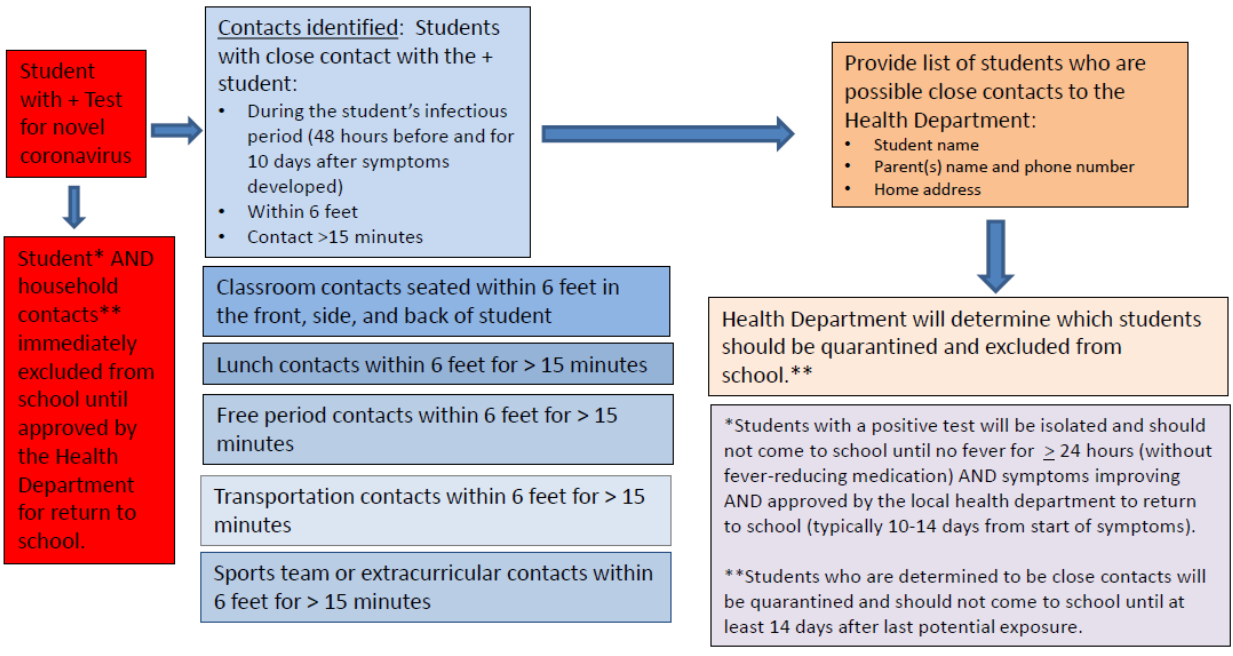 Student
with + Test
for novel
coronavirus
Student* AND
household
contacts**
immediately
excluded from
school until
approved by
the Health
Department
for return to
school.
Contacts identified:  Students
with close contact with the +
student:
• During the student's infectious
period (48 hours before and for
10 days after symptoms
developed)
• Within 6 feet
• Contact >15 minutes
Classroom contacts seated within 6 feet in
the front, side, and back of student
Lunch contacts within 6 feet for > 15 minutes
Free period contacts within 6 feet for > 15
minutes
Transportation contacts within 6 feet for > 15
minutes
Sports team or extracurricular contacts within
6 feet for > 15 minutes
Provide list of students who are
possible close contacts to the
Health Department:
• Student name
• Parent(s) name and phone number
• Home address
Health Department will determine which students
should be quarantined and excluded from
school.**
*Students with a positive test will be isolated and should
not come to school until no fever for ≥ 24 hours (without
fever-reducing medication) AND symptoms improving
AND approved by the local health department to return
to school (typically 10-14 days from start of symptoms).
**Students who are determined to be close contacts will
be quarantined and should not come to school until at
least 14 days after last potential exposure.